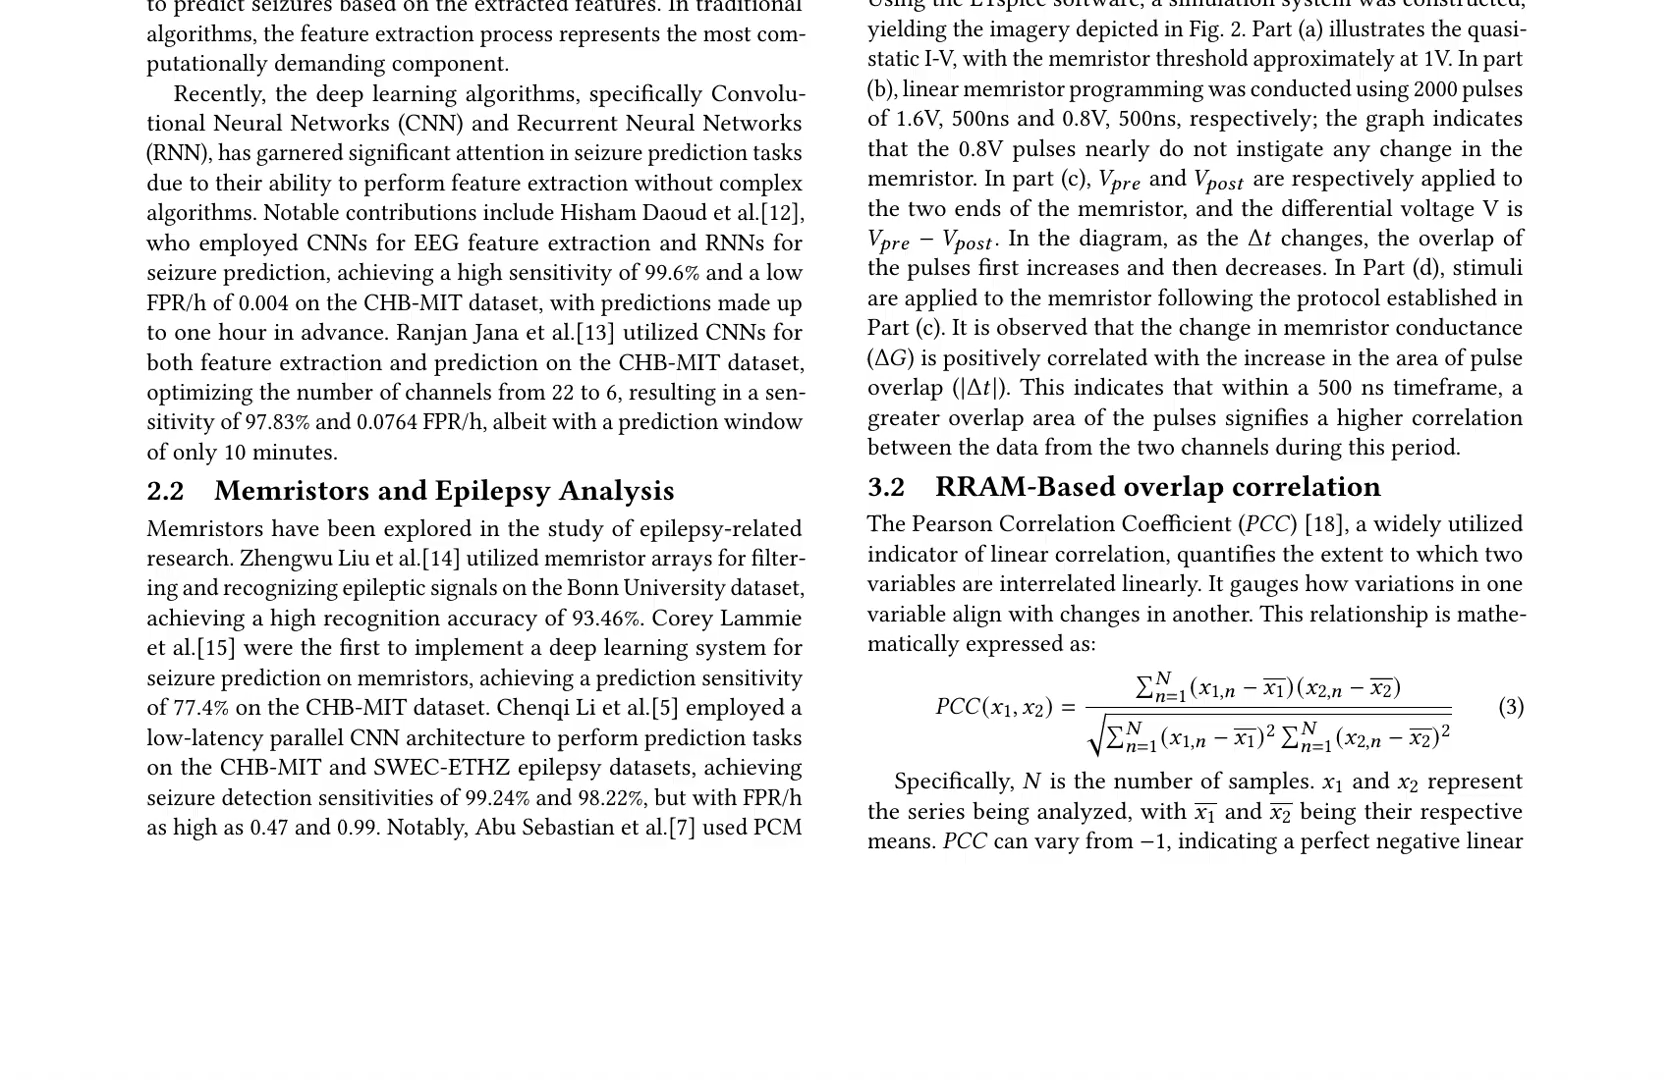 to predict seizures based on the extracted features. In traditional
algorithms, the feature extraction process represents the most com-
putationally demanding component.
Recently, the deep learning algorithms, specifically Convolu-
tional Neural Networks (CNN) and Recurrent Neural Networks
(RNN), has garnered significant attention in seizure prediction tasks
due to their ability to perform feature extraction without complex
algorithms. Notable contributions include Hisham Daoud et al.[12],
who employed CNNs for EEG feature extraction and RNNs for
seizure prediction, achieving a high sensitivity of 99.6% and a low
FPR/h of 0.004 on the CHB-MIT dataset, with predictions made up
to one hour in advance. Ranjan Jana et al.[13] utilized CNNs for
both feature extraction and prediction on the CHB-MIT dataset,
optimizing the number of channels from 22 to 6, resulting in a sen-
sitivity of 97.83% and 0.0764 FPR/h, albeit with a prediction window
of only 10 minutes.
2.2 Memristors and Epilepsy Analysis
Memristors have been explored in the study of epilepsy-related
research. Zhengwu Liu et al.[14] utilized memristor arrays for filter-
ing and recognizing epileptic signals on the Bonn University dataset,
achieving a high recognition accuracy of 93.46%. Corey Lammie
et al.[15] were the first to implement a deep learning system for
seizure prediction on memristors, achieving a prediction sensitivity
of 77.4% on the CHB-MIT dataset. Chenqi Li et al.[5] employed a
low-latency parallel CNN architecture to perform prediction tasks
on the CHB-MIT and SWEC-ETHZ epilepsy datasets, achieving
seizure detection sensitivities of 99.24% and 98.22%, but with FPR/h
as high as 0.47 and 0.99. Notably, Abu Sebastian et al.[7] used PCM
Using the LTspice software, a simulation system was constructed,
yielding the imagery depicted in Fig. 2. Part (a) illustrates the quasi-
static I-V, with the memristor threshold approximately at 1V. In part
(b), linear memristor programming was conducted using 2000 pulses
of 1.6V, 500ns and 0.8V, 500ns, respectively; the graph indicates
that the 0.8V pulses nearly do not instigate any change in the
memristor. In part (c), V_pre and V_post are respectively applied to
the two ends of the memristor, and the differential voltage V is
V_pre − V_post. In the diagram, as the Δt changes, the overlap of
the pulses first increases and then decreases. In Part (d), stimuli
are applied to the memristor following the protocol established in
Part (c). It is observed that the change in memristor conductance
(ΔG) is positively correlated with the increase in the area of pulse
overlap (|Δt|). This indicates that within a 500 ns timeframe, a
greater overlap area of the pulses signifies a higher correlation
between the data from the two channels during this period.
3.2 RRAM-Based overlap correlation
The Pearson Correlation Coefficient (PCC) [18], a widely utilized
indicator of linear correlation, quantifies the extent to which two
variables are interrelated linearly. It gauges how variations in one
variable align with changes in another. This relationship is mathe-
matically expressed as:
PCC(x₁, x₂) = ∑ₙ₌₁ᴺ (x₁,ₙ − x̄₁)(x₂,ₙ − x̄₂) / √(∑ₙ₌₁ᴺ (x₁,ₙ − x̄₁)² ∑ₙ₌₁ᴺ (x₂,ₙ − x̄₂)²) (3)
Specifically, N is the number of samples. x₁ and x₂ represent
the series being analyzed, with x̄₁ and x̄₂ being their respective
means. PCC can vary from −1, indicating a perfect negative linear